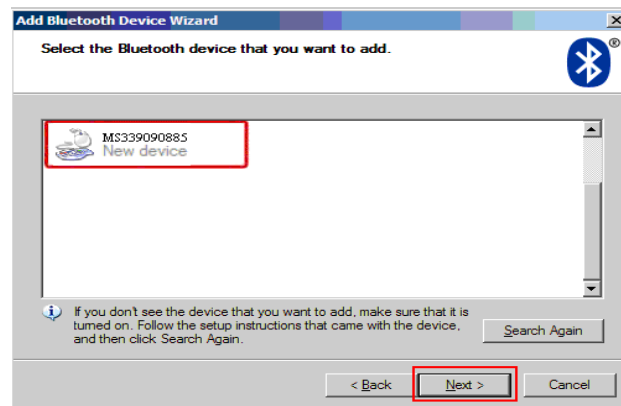 Add Bluetooth Device Wizard
Select the Bluetooth device that you want to add.
®
MS339090885
New device
If you don't see the device that you want to add, make sure that it is
turned on. Follow the setup instructions that came with the device,
and then click Search Again.
Search Again
< Back
Next >
Cancel